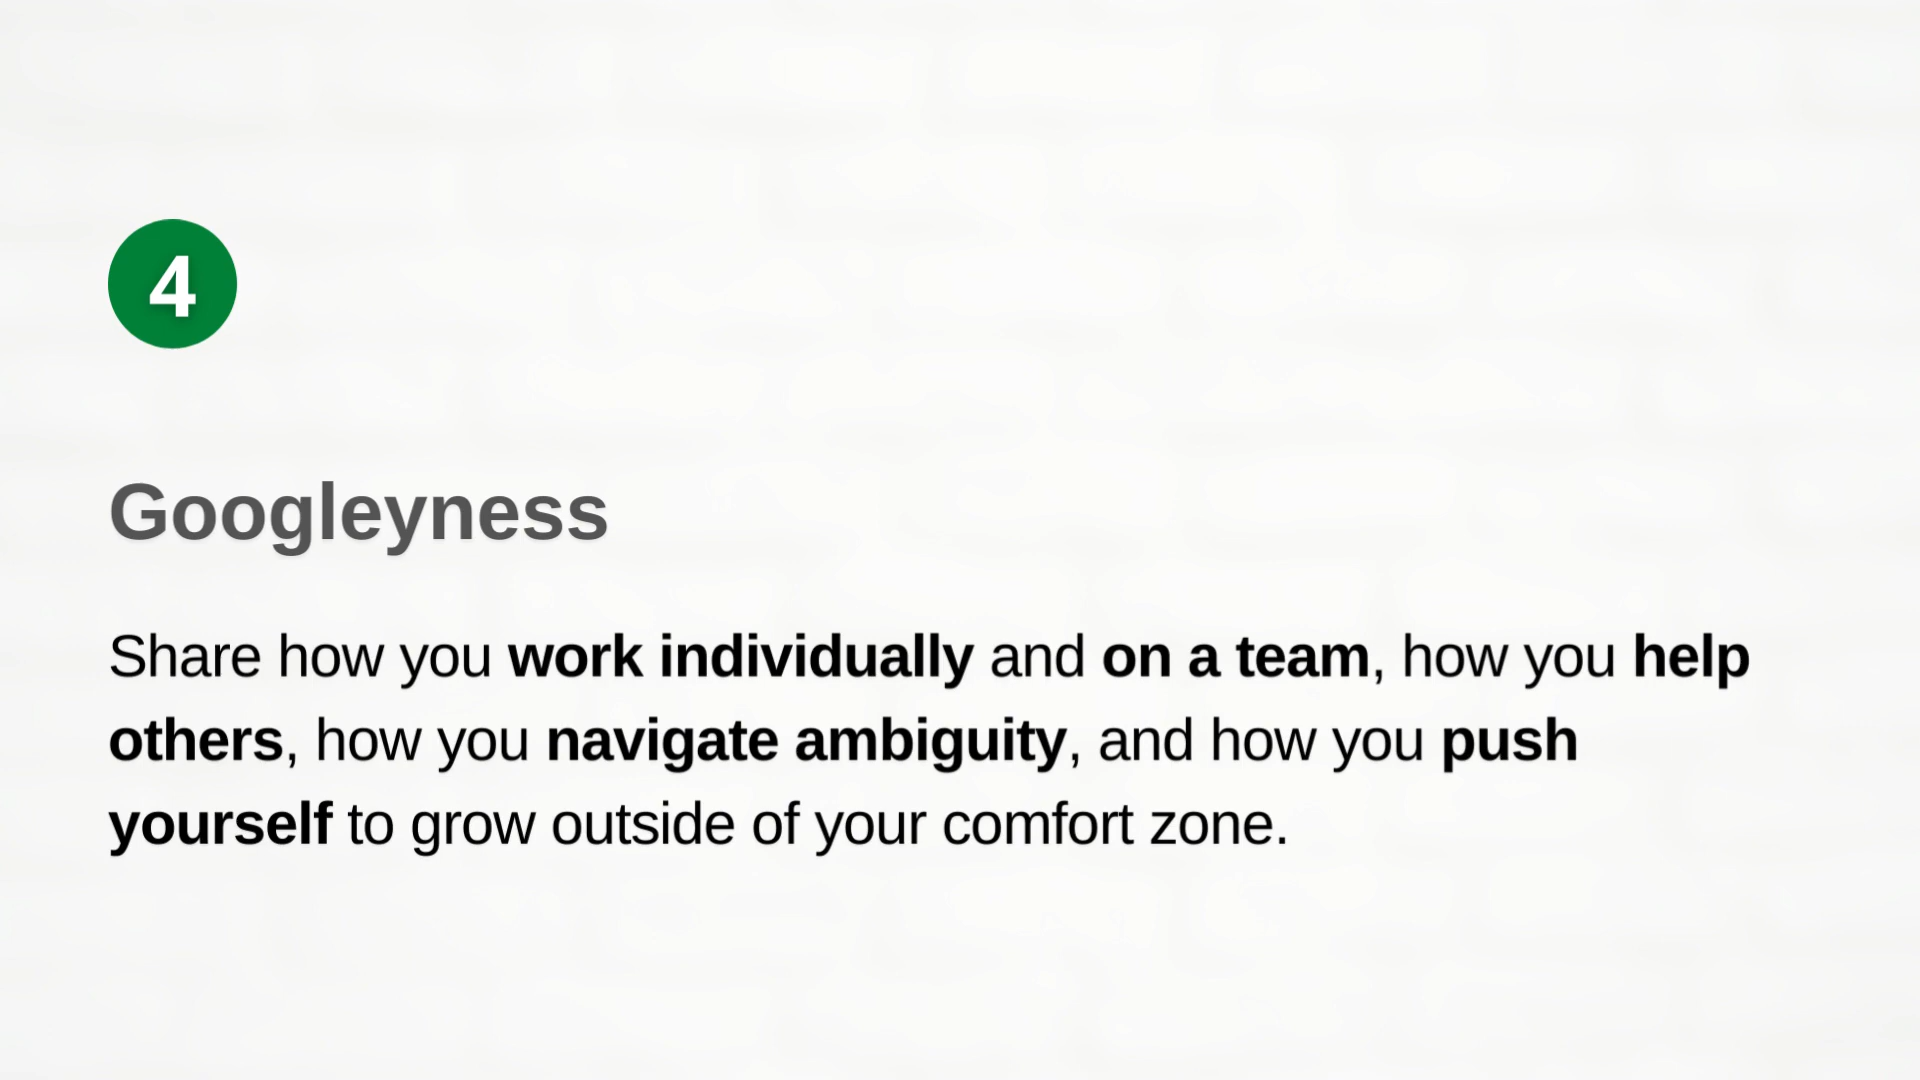 4
Googleyness
Share how you work individually and on a team, how you help
others, how you navigate ambiguity, and how you push
yourself to grow outside of your comfort zone.